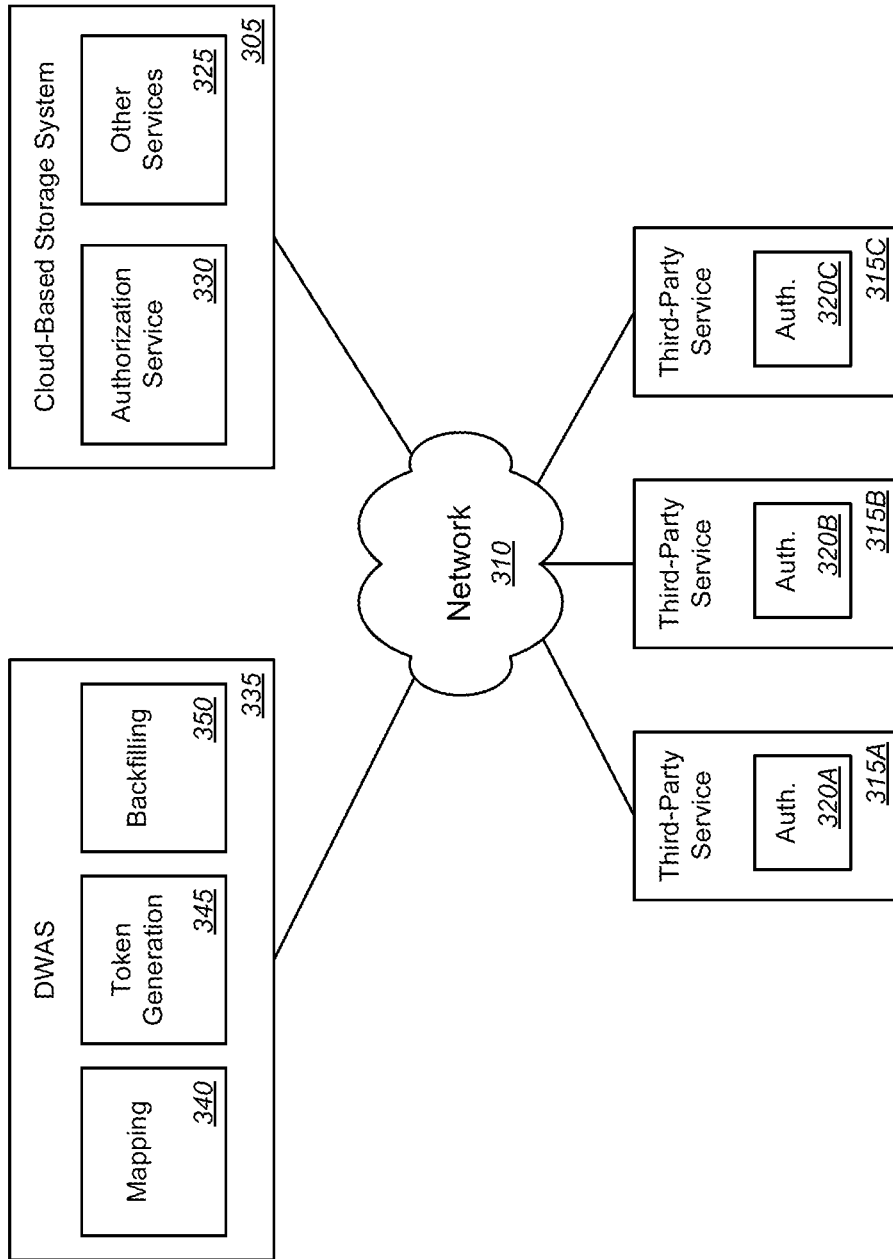 DWAS
Mapping
340
Token
Generation
345
Backfilling
350
335
Cloud-Based Storage System
Authorization
Service
330
Other
Services
325
305
Network
310
Third-Party
Service
Auth.
320A
315A
Third-Party
Service
Auth.
320B
315B
Third-Party
Service
Auth.
320C
315C